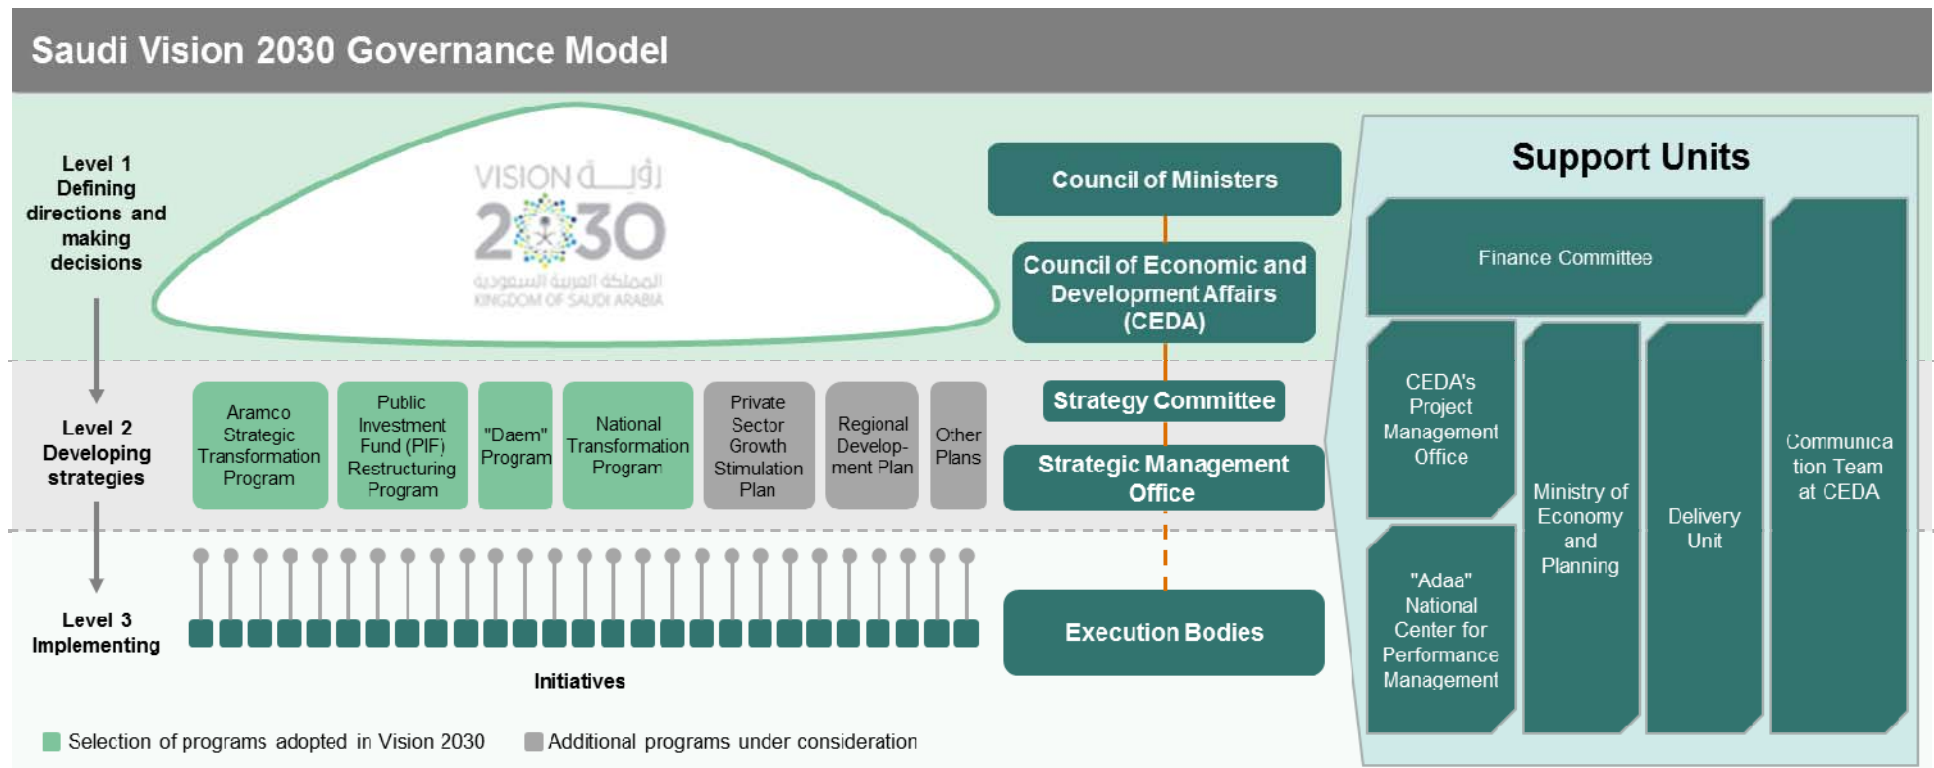 Saudi Vision 2030 Governance Model
Level 1
Defining
directions and
making
decisions
VISION رؤيـــة
2030
المملكة العربية السعودية
KINGDOM OF SAUDI ARABIA
Council of Ministers
Council of Economic and
Development Affairs
(CEDA)
Level 2
Developing
strategies
Aramco
Strategic
Transformation
Program
Public
Investment
Fund (PIF)
Restructuring
Program
"Daem"
Program
National
Transformation
Program
Private
Sector
Growth
Stimulation
Plan
Regional
Develop-
ment Plan
Other
Plans
Strategy Committee
Strategic Management
Office
Level 3
Implementing
Initiatives
Execution Bodies
Selection of programs adopted in Vision 2030
Additional programs under consideration
Support Units
Finance Committee
CEDA's
Project
Management
Office
"Adaa"
National
Center for
Performance
Management
Ministry of
Economy
and
Planning
Delivery
Unit
Communica
tion Team
at CEDA